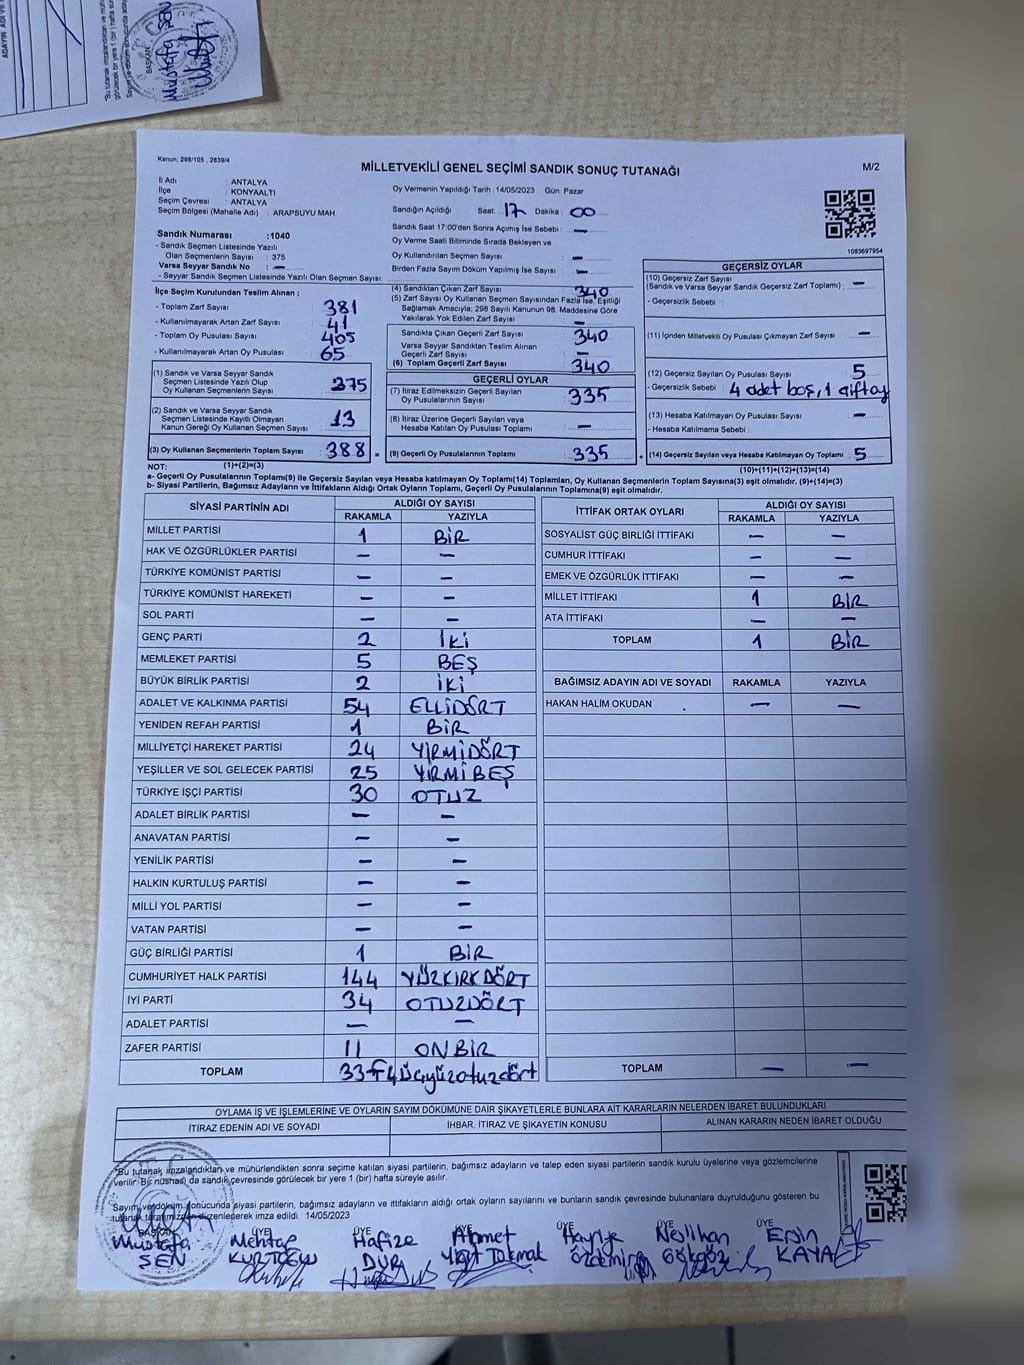 ADAYIN ADI VE
BAŞKAN
Mustafa ŞEN
Kanun; 298/105 , 2839/4
MİLLETVEKİLİ GENEL SEÇİMİ SANDIK SONUÇ TUTANAĞI
M/2
İl Adı : ANTALYA
İlçe : KONYAALTI
Seçim Çevresi : ANTALYA
Seçim Bölgesi (Mahalle Adı) : ARAPSUYU MAH
Oy Vermenin Yapıldığı Tarih :14/05/2023 Gün: Pazar
Sandığın Açıldığı Saat: 17 Dakika: 00
Sandık Saat 17:00'den Sonra Açımış İse Sebebi: —
Oy Verme Saati Bitiminde Sırada Bekleyen ve
Oy Kullandırılan Seçmen Sayısı : —
Birden Fazla Sayım Döküm Yapılmış İse Sayısı : —
1083697954
Sandık Numarası :1040
- Sandık Seçmen Listesinde Yazılı
Olan Seçmenlerin Sayısı : 375
Varsa Seyyar Sandık No : —
- Seyyar Sandık Seçmen Listesinde Yazılı Olan Seçmen Sayısı:
İlçe Seçim Kurulundan Teslim Alınan ;
- Toplam Zarf Sayısı : 381
- Kullanılmayarak Artan Zarf Sayısı : 41
- Toplam Oy Pusulası Sayısı : 405
- Kullanılmayarak Artan Oy Pusulası : 65
(1) Sandık ve Varsa Seyyar Sandık
Seçmen Listesinde Yazılı Olup
Oy Kullanan Seçmenlerin Sayısı : 375
(2) Sandık ve Varsa Seyyar Sandık
Seçmen Listesinde Kayıtlı Olmayan
Kanun Gereği Oy Kullanan Seçmen Sayısı : 13
(3) Oy Kullanan Seçmenlerin Toplam Sayısı : 388 =
(4) Sandıktan Çıkan Zarf Sayısı : 340
(5) Zarf Sayısı Oy Kullanan Seçmen Sayısından Fazla İse, Eşitliği
Sağlamak Amacıyla; 298 Sayılı Kanunun 98. Maddesine Göre
Yakılarak Yok Edilen Zarf Sayısı : —
Sandıkta Çıkan Geçerli Zarf Sayısı : 340
Varsa Seyyar Sandıktan Teslim Alınan
Geçerli Zarf Sayısı : —
(6) Toplam Geçerli Zarf Sayısı : 340
GEÇERLİ OYLAR
(7) İtiraz Edilmeksizin Geçerli Sayılan
Oy Pusulalarının Sayısı : 335
(8) İtiraz Üzerine Geçerli Sayılan veya
Hesaba Katılan Oy Pusulası Toplamı : —
(9) Geçerli Oy Pusulalarının Toplamı : 335 +
GEÇERSİZ OYLAR
(10) Geçersiz Zarf Sayısı
(Sandık ve Varsa Seyyar Sandık Geçersiz Zarf Toplamı) : —
- Geçersizlik Sebebi :
(11) İçinden Milletvekili Oy Pusulası Çıkmayan Zarf Sayısı : —
(12) Geçersiz Sayılan Oy Pusulası Sayısı : 5
- Geçersizlik Sebebi : 4 adet boş, 1 çift oy
(13) Hesaba Katılmayan Oy Pusulası Sayısı : —
- Hesaba Katılmama Sebebi :
(14) Geçersiz Sayılan veya Hesaba Katılmayan Oy Toplamı : 5
NOT: (1)+(2)=(3)
(10)+(11)+(12)+(13)=(14)
a- Geçerli Oy Pusulalarının Toplamı(9) ile Geçersiz Sayılan veya Hesaba katılmayan Oy Toplamı(14) Toplamları, Oy Kullanan Seçmenlerin Toplam Sayısına(3) eşit olmalıdır. (9)+(14)=(3)
b- Siyasi Partilerin, Bağımsız Adayların ve İttifakların Aldığı Ortak Oyların Toplamı, Geçerli Oy Pusulalarının Toplamına(9) eşit olmalıdır.
SİYASİ PARTİNİN ADI ALDIĞI OY SAYISI
RAKAMLA YAZIYLA
MİLLET PARTİSİ 1 BİR
HAK VE ÖZGÜRLÜKLER PARTİSİ — —
TÜRKİYE KOMÜNİST PARTİSİ — —
TÜRKİYE KOMÜNİST HAREKETİ — —
SOL PARTİ — —
GENÇ PARTİ 2 İKİ
MEMLEKET PARTİSİ 5 BEŞ
BÜYÜK BİRLİK PARTİSİ 2 İKİ
ADALET VE KALKINMA PARTİSİ 54 ELLİDÖRT
YENİDEN REFAH PARTİSİ 1 BİR
MİLLİYETÇİ HAREKET PARTİSİ 24 YİRMİDÖRT
YEŞİLLER VE SOL GELECEK PARTİSİ 25 YİRMİBEŞ
TÜRKİYE İŞÇİ PARTİSİ 30 OTUZ
ADALET BİRLİK PARTİSİ — —
ANAVATAN PARTİSİ — —
YENİLİK PARTİSİ — —
HALKIN KURTULUŞ PARTİSİ — —
MİLLİ YOL PARTİSİ — —
VATAN PARTİSİ — —
GÜÇ BİRLİĞİ PARTİSİ 1 BİR
CUMHURİYET HALK PARTİSİ 144 YÜZKIRKDÖRT
İYİ PARTİ 34 OTUZDÖRT
ADALET PARTİSİ — —
ZAFER PARTİSİ 11 ONBİR
TOPLAM 334 Üçyüzotuzdört
İTTİFAK ORTAK OYLARI ALDIĞI OY SAYISI
RAKAMLA YAZIYLA
SOSYALİST GÜÇ BİRLİĞİ İTTİFAKI — —
CUMHUR İTTİFAKI — —
EMEK VE ÖZGÜRLÜK İTTİFAKI — —
MİLLET İTTİFAKI 1 BİR
ATA İTTİFAKI — —
TOPLAM 1 BİR
BAĞIMSIZ ADAYIN ADI VE SOYADI RAKAMLA YAZIYLA
HAKAN HALİM OKUDAN — —
TOPLAM — —
OYLAMA İŞ VE İŞLEMLERİNE VE OYLARIN SAYIM DÖKÜMÜNE DAİR ŞİKAYETLERLE BUNLARA AİT KARARLARIN NELERDEN İBARET BULUNDUKLARI
İTİRAZ EDENİN ADI VE SOYADI İHBAR, İTİRAZ VE ŞİKAYETİN KONUSU ALINAN KARARIN NEDEN İBARET OLDUĞU
"Bu tutanak imzalandıktan ve mühürlendikten sonra seçime katılan siyasi partilerin, bağımsız adayların ve talep eden siyasi partilerin sandık kurulu üyelerine veya gözlemcilerine
verilir. Bir nüshası da sandık çevresinde görülecek bir yere 1 (bir) hafta süreyle asılır.
Sayım ve döküm sonucunda siyasi partilerin, bağımsız adayların ve ittifakların aldığı ortak oyların sayılarını ve bunların sandık çevresinde bulunanlara duyrulduğunu gösteren bu
tutanak tarafımızdan düzenlenerek imza edildi. 14/05/2023
BAŞKAN ÜYE ÜYE ÜYE ÜYE ÜYE ÜYE
Mustafa ŞEN
Mehtap KURTOĞLU
Hafize DUR
Ahmet Yiğit Tokmak
Hayriye Özdemir
Neslihan Gökgöz
Ersin KAYA